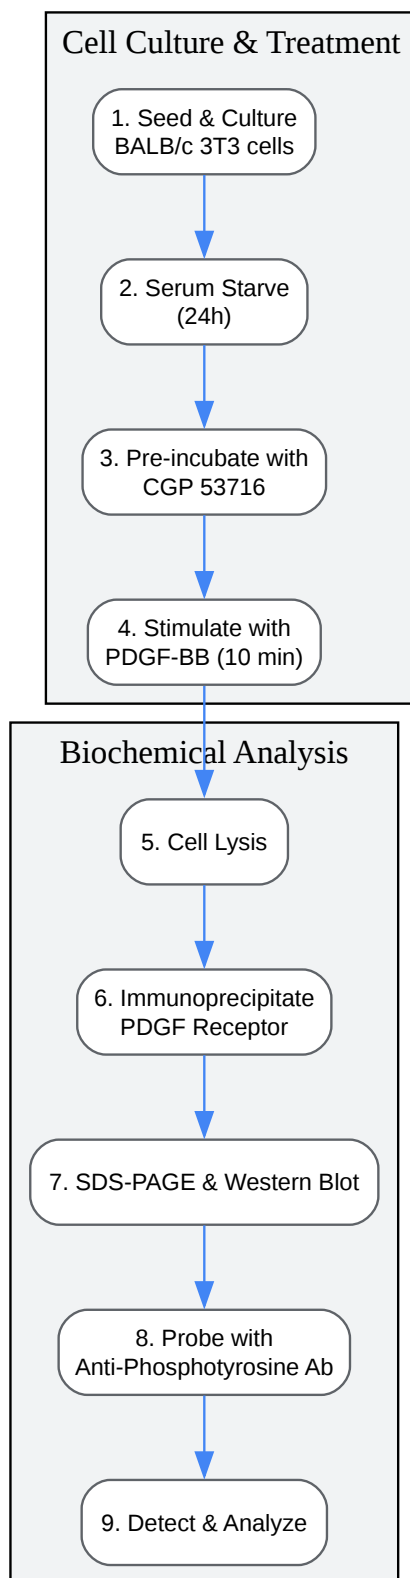 Cell Culture & Treatment
1. Seed & Culture
BALB/c 3T3 cells
2. Serum Starve
(24h)
3. Pre-incubate with
CGP 53716
4. Stimulate with
PDGF-BB (10 min)
Biochemical Analysis
5. Cell Lysis
6. Immunoprecipitate
PDGF Receptor
7. SDS-PAGE & Western Blot
8. Probe with
Anti-Phosphotyrosine Ab
9. Detect & Analyze